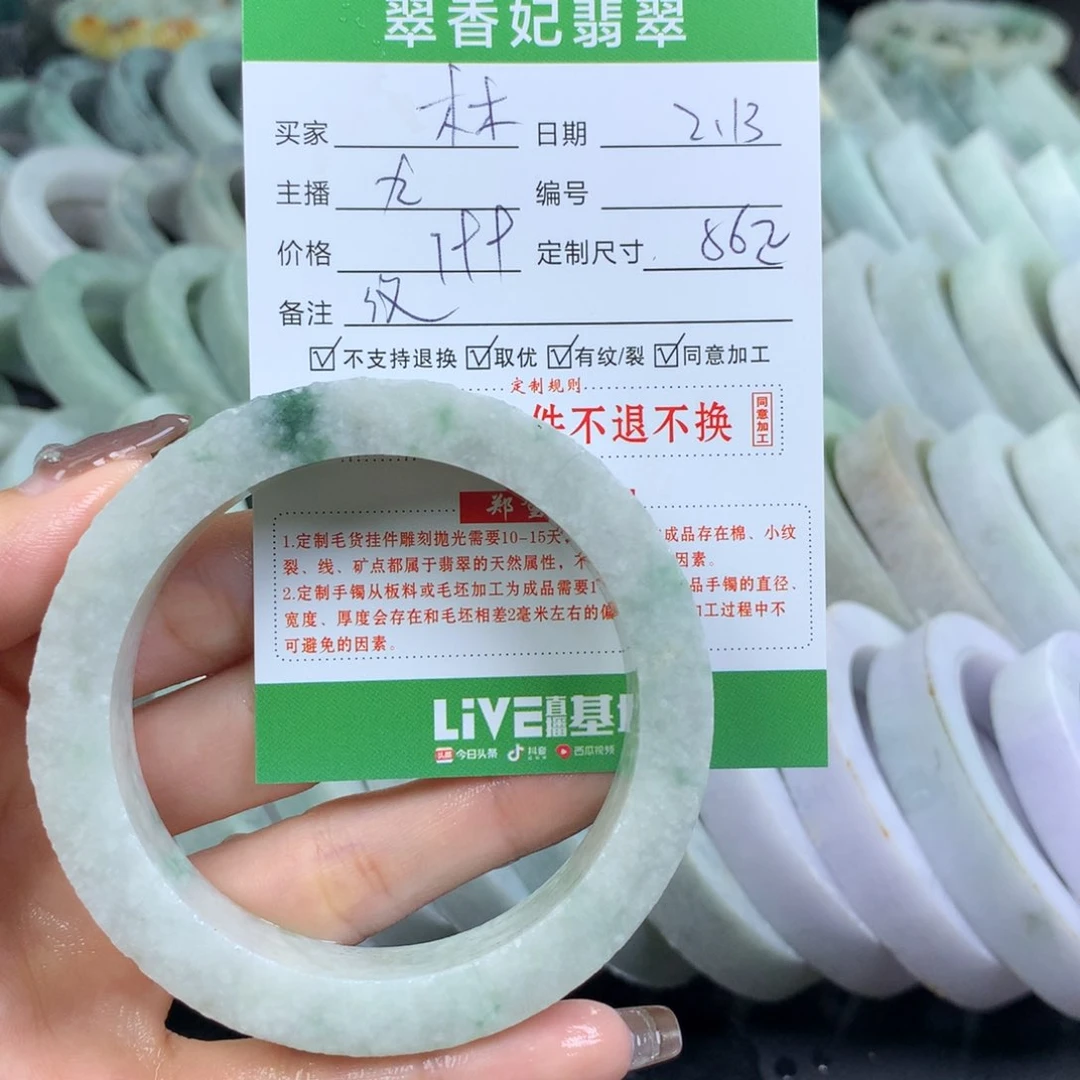 翠香妃翡翠
买家 林 日期 2.13
主播 九 编号
价格 定制尺寸
备注 纹
☑不支持退换 ☑取优 ☑有纹/裂 ☑同意加工
定制规则
件不退不换 同意加工
郑
1.定制毛货挂件雕刻抛光需要10-15天, 成品存在棉、小纹
裂、线、矿点都属于翡翠的天然属性, 因素。
2.定制手镯从板料或毛坯加工为成品需要1 品手镯的直径、
宽度、厚度会存在和毛坯相差2毫米左右的偏 加工过程中不
可避免的因素。
LiVE直播基
头条 今日头条 抖音 西瓜视频